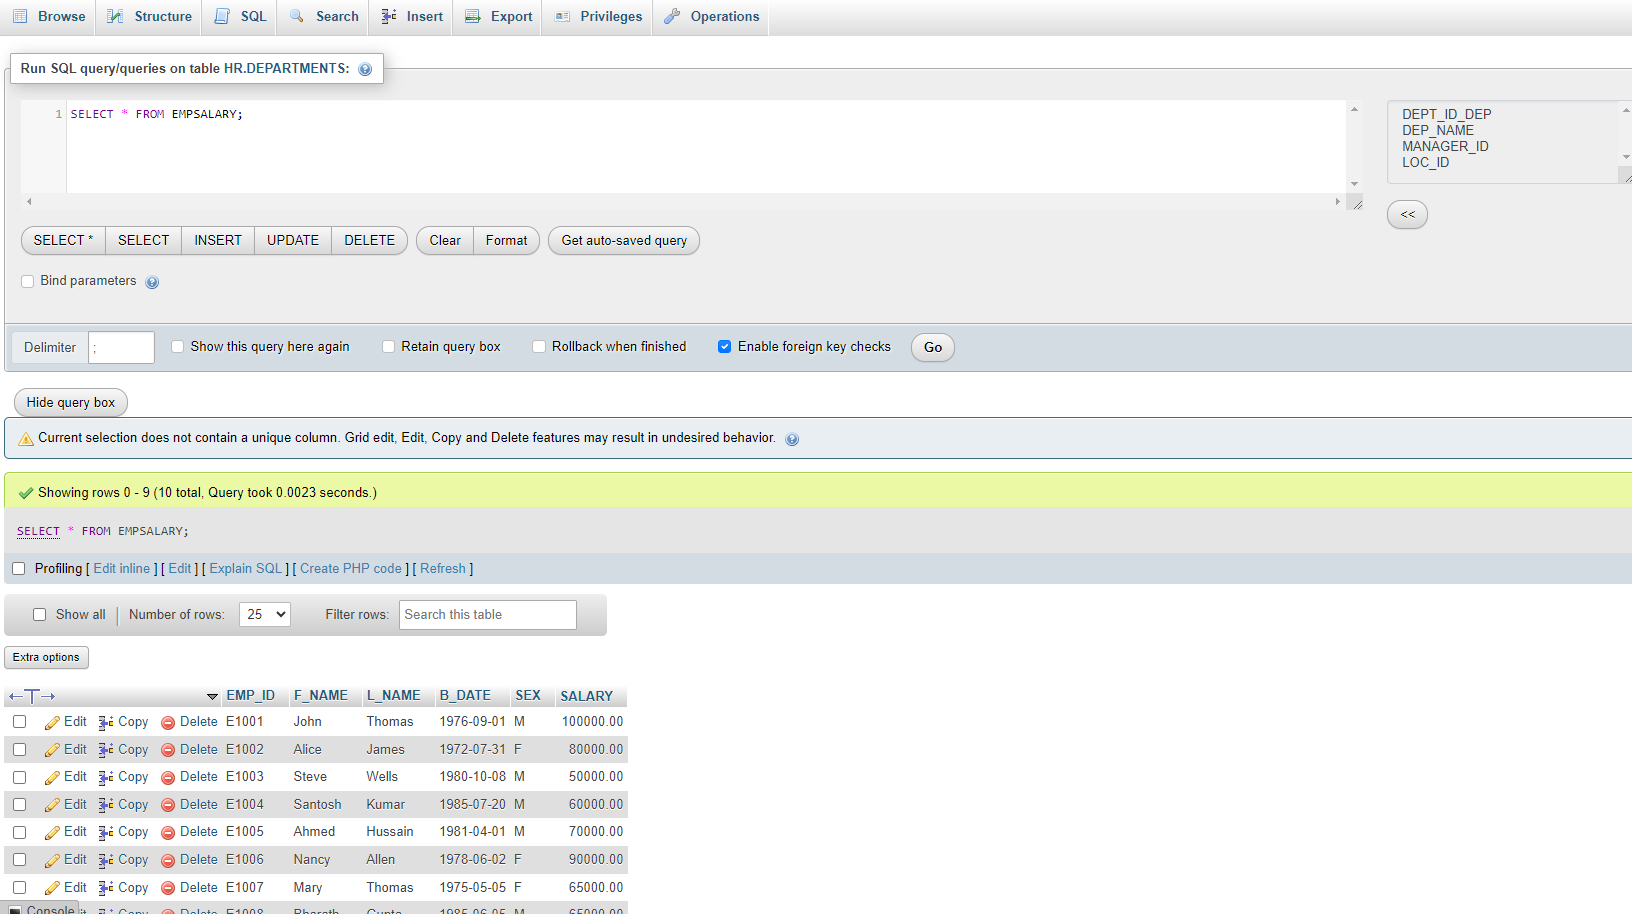 Browse Structure SQL Search Insert Export Privileges Operations
Run SQL query/queries on table HR.DEPARTMENTS:
1 SELECT * FROM EMPSALARY;
DEPT_ID_DEP
DEP_NAME
MANAGER_ID
LOC_ID
<<
SELECT * SELECT INSERT UPDATE DELETE Clear Format Get auto-saved query
Bind parameters
Delimiter ; Show this query here again Retain query box Rollback when finished Enable foreign key checks Go
Hide query box
Current selection does not contain a unique column. Grid edit, Edit, Copy and Delete features may result in undesired behavior.
Showing rows 0 - 9 (10 total, Query took 0.0023 seconds.)
SELECT * FROM EMPSALARY;
Profiling [ Edit inline ] [ Edit ] [ Explain SQL ] [ Create PHP code ] [ Refresh ]
Show all Number of rows: 25 Filter rows: Search this table
Extra options
←T→ EMP_ID F_NAME L_NAME B_DATE SEX SALARY
Edit Copy Delete E1001 John Thomas 1976-09-01 M 100000.00
Edit Copy Delete E1002 Alice James 1972-07-31 F 80000.00
Edit Copy Delete E1003 Steve Wells 1980-10-08 M 50000.00
Edit Copy Delete E1004 Santosh Kumar 1985-07-20 M 60000.00
Edit Copy Delete E1005 Ahmed Hussain 1981-04-01 M 70000.00
Edit Copy Delete E1006 Nancy Allen 1978-06-02 F 90000.00
Edit Copy Delete E1007 Mary Thomas 1975-05-05 F 65000.00
Console Copy Delete E1008 Bharath Gupta 1985-06-05 M 65000.00